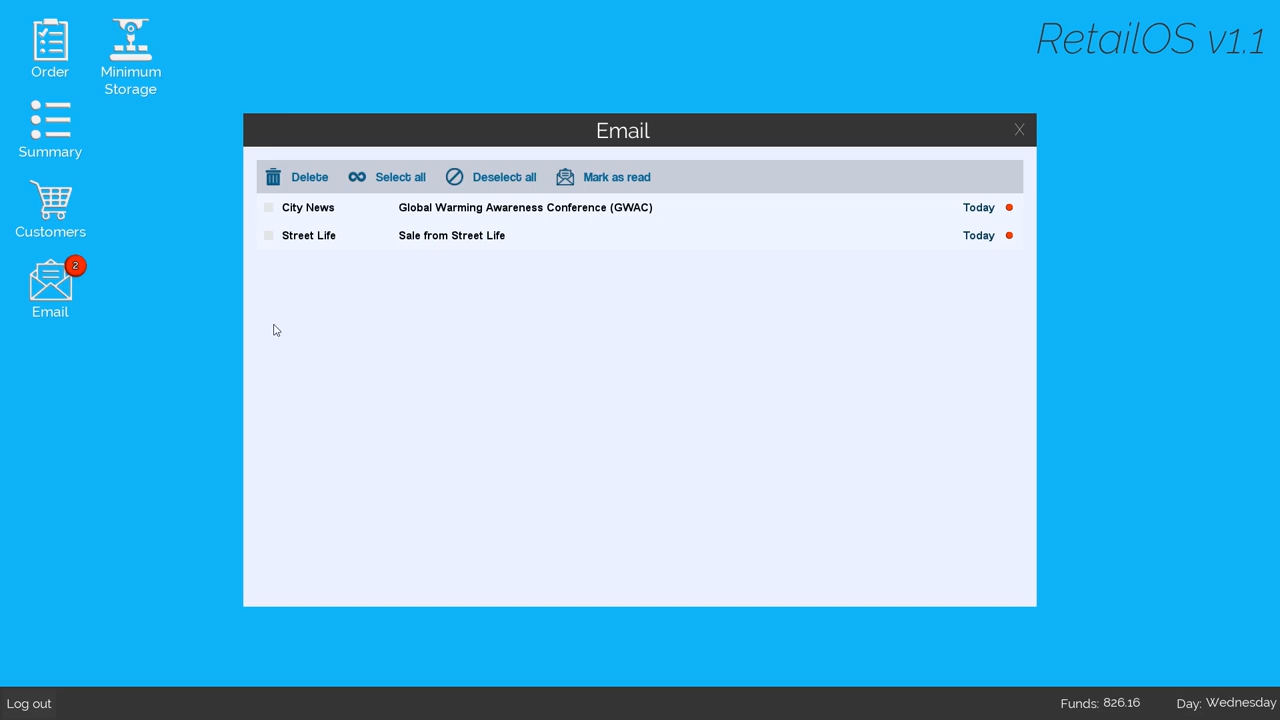 RetailOS v1.1
Order
Minimum
Storage
Summary
Customers
2
Email
Email
X
Delete
Select all
Deselect all
Mark as read
City News
Global Warming Awareness Conference (GWAC)
Today
Street Life
Sale from Street Life
Today
Log out
Funds: 826.16
Day: Wednesday